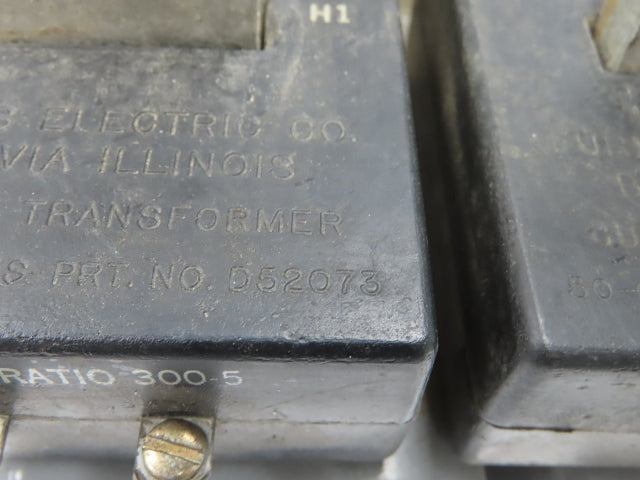 H1
S ELECTRIC CO.
VIA ILLINOIS
TRANSFORMER
S PRT. NO. D52073
RATIO 300-5